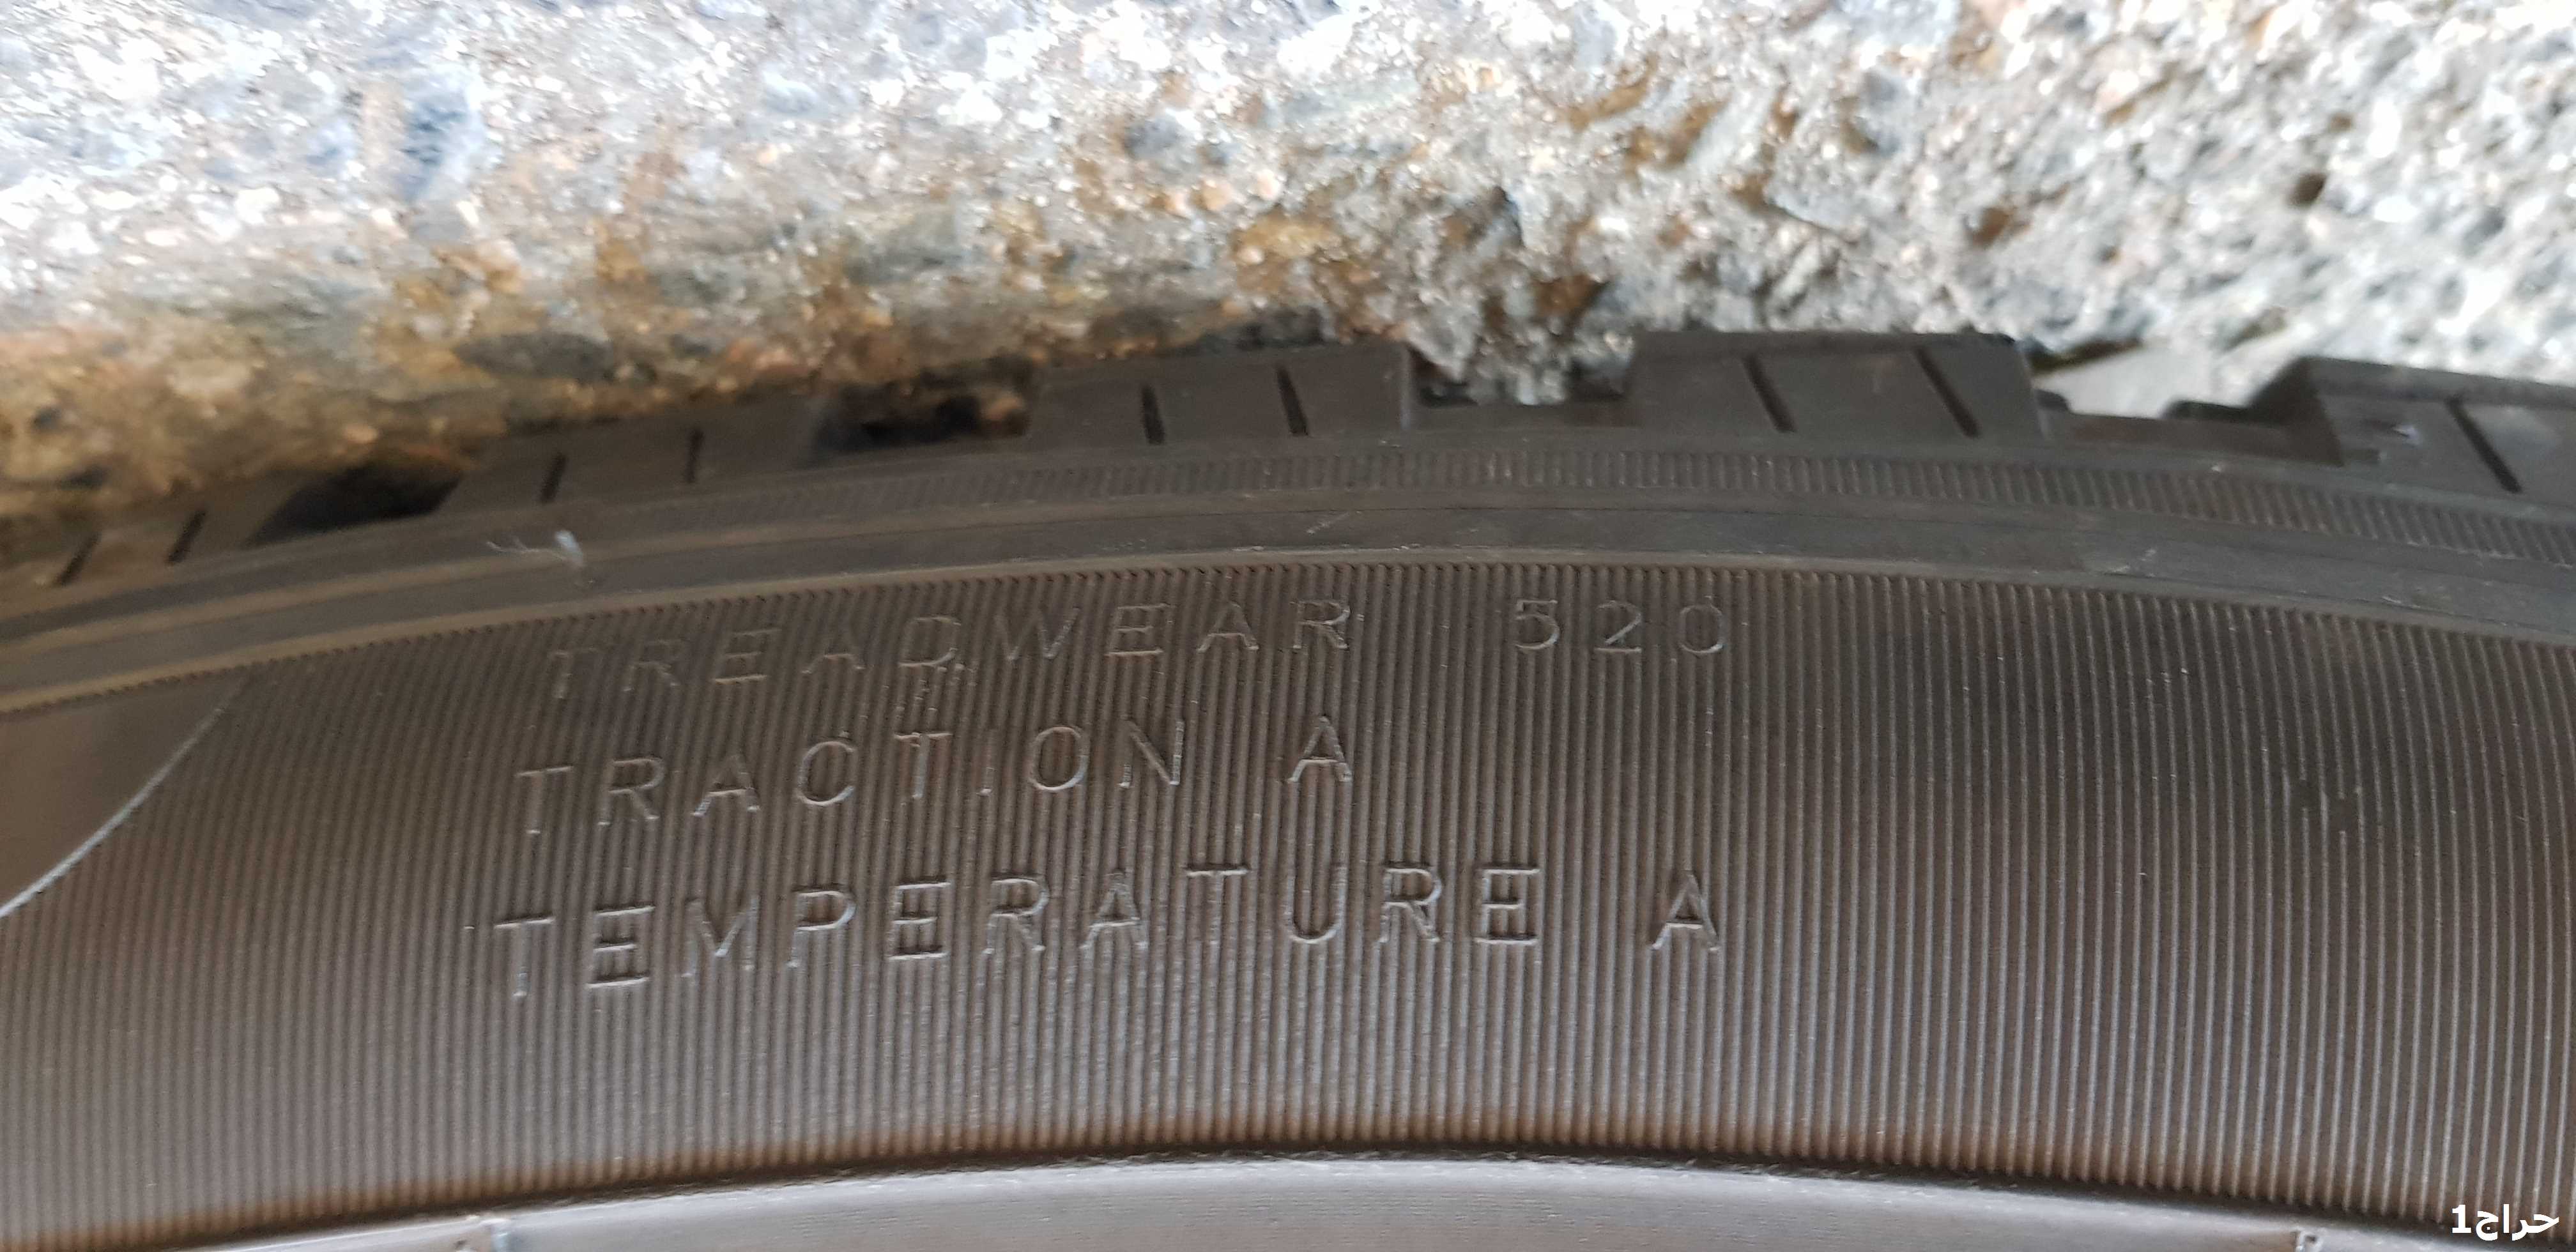 TREADWEAR 520
TRACTION A
TEMPERATURE A
حراج1